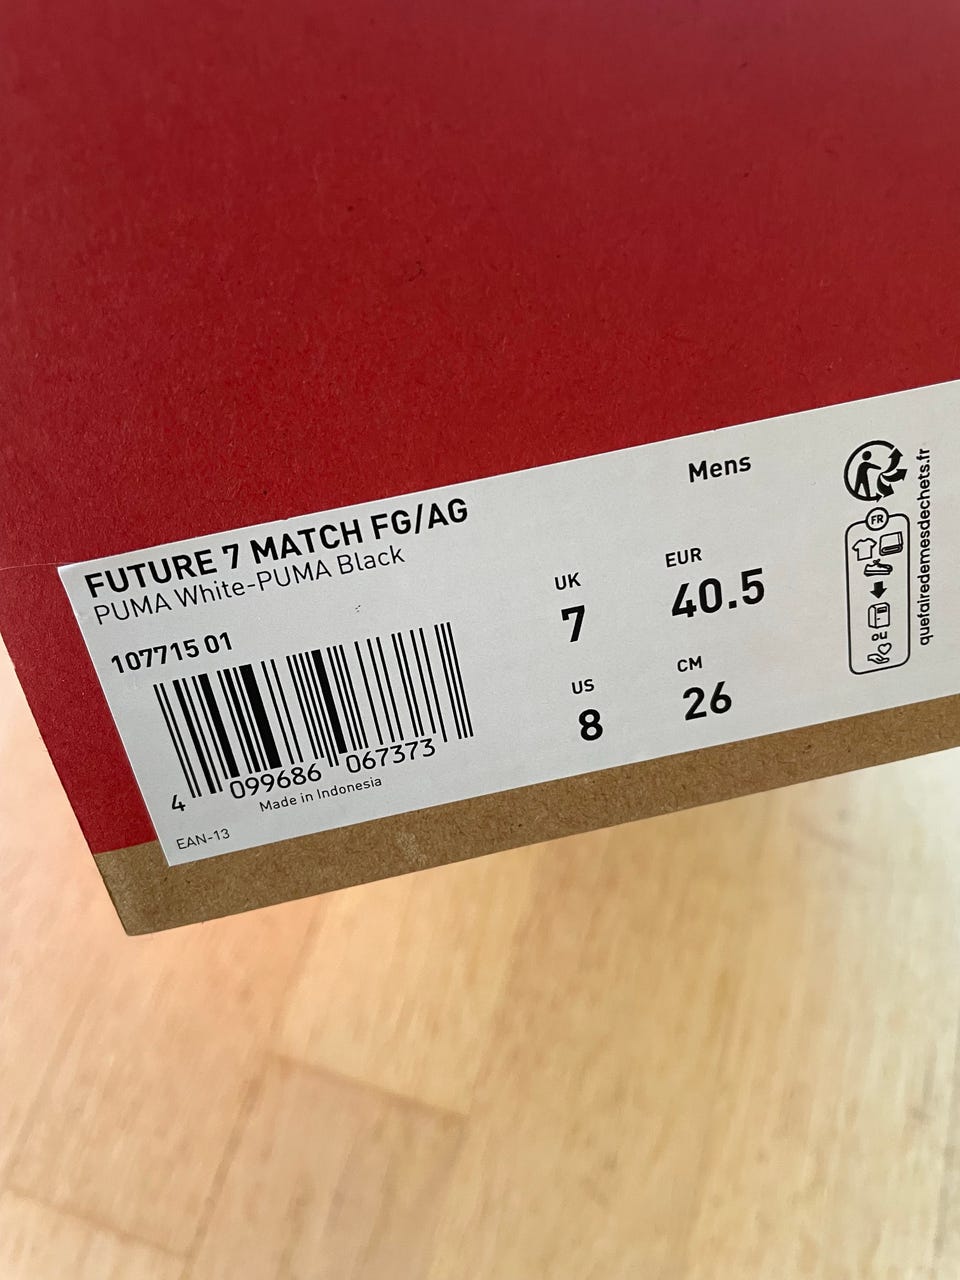 FUTURE 7 MATCH FG/AG
PUMA White-PUMA Black
107715 01
4 099686 067373
Made in Indonesia
EAN-13
Mens
UK
7
EUR
40.5
US
8
CM
26
FR
ou
quefairedemesdechets.fr